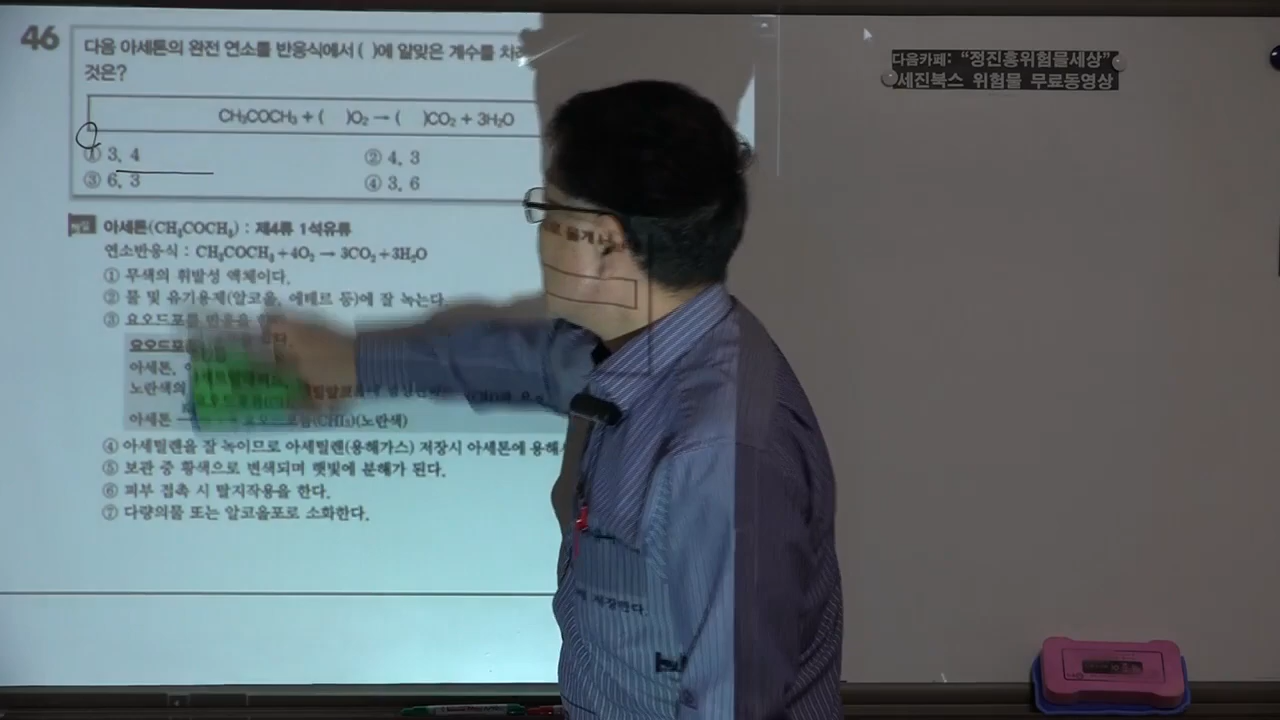 46
다음 아세톤의 완전 연소를 반응식에서 ( )에 알맞은 계수를 차
것은?
CH₃COCH₃ + ( )O₂ → ( )CO₂ + 3H₂O
① 3, 4
② 4, 3
③ 6, 3
④ 3, 6
아세톤(CH₃COCH₃) : 제4류 1석유류
연소반응식 : CH₃COCH₃+4O₂ → 3CO₂+3H₂O
① 무색의 휘발성 액체이다.
② 물 및 유기용제(알코올, 에테르 등)에 잘 녹는다
③ 요오드포름 반응을
아세톤,
노란색의
아세톤 (CHI₃)(노란색)
④ 아세틸렌을 잘 녹이므로 아세틸렌(용해가스) 저장시 아세톤에 용해
⑤ 보관 중 황색으로 변색되며 햇빛에 분해가 된다.
⑥ 피부 접촉 시 탈지작용을 한다.
⑦ 다량의물 또는 알코올포로 소화한다.
에 저장한다.
다음카페: "정진홍위험물세상"
세진북스 위험물 무료동영상